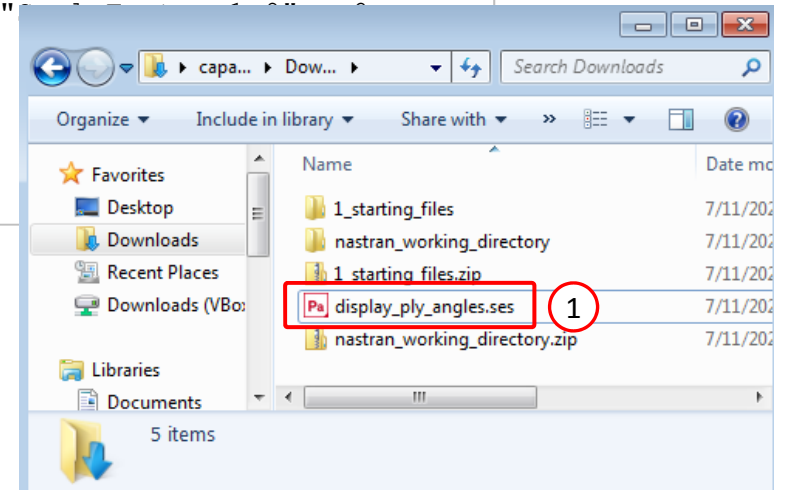 capa... Dow...
Search Downloads
Organize Include in library Share with »
Favorites
Desktop
Downloads
Recent Places
Downloads (VBox
Libraries
Documents
Name Date mo
1_starting_files 7/11/202
nastran_working_directory 7/11/202
1_starting_files.zip 7/11/202
Pa display_ply_angles.ses 7/11/202
1
nastran_working_directory.zip 7/11/202
5 items